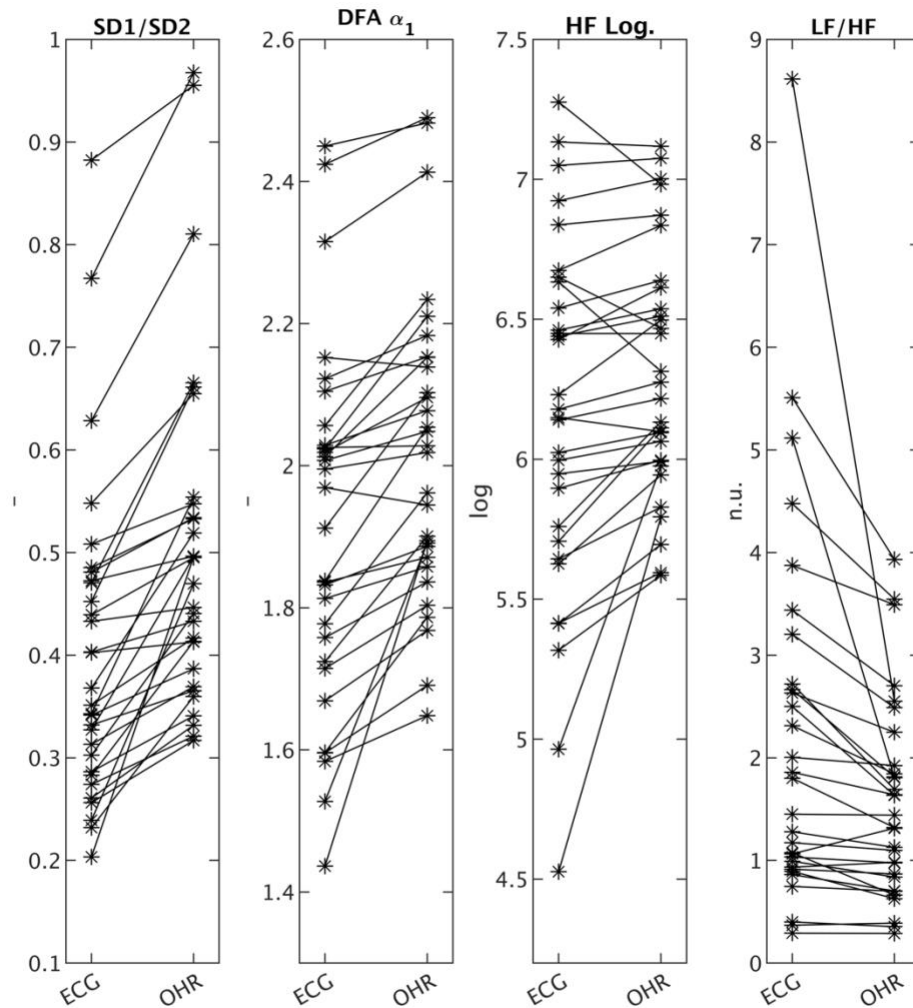 SD1/SD2
1
0.9
0.8
0.7
0.6
0.5
0.4
0.3
0.2
0.1
–
ECG
OHR
DFA α₁
2.6
2.4
2.2
2
1.8
1.6
1.4
–
ECG
OHR
HF Log.
7.5
7
6.5
6
5.5
5
4.5
log
ECG
OHR
LF/HF
9
8
7
6
5
4
3
2
1
0
n.u.
ECG
OHR